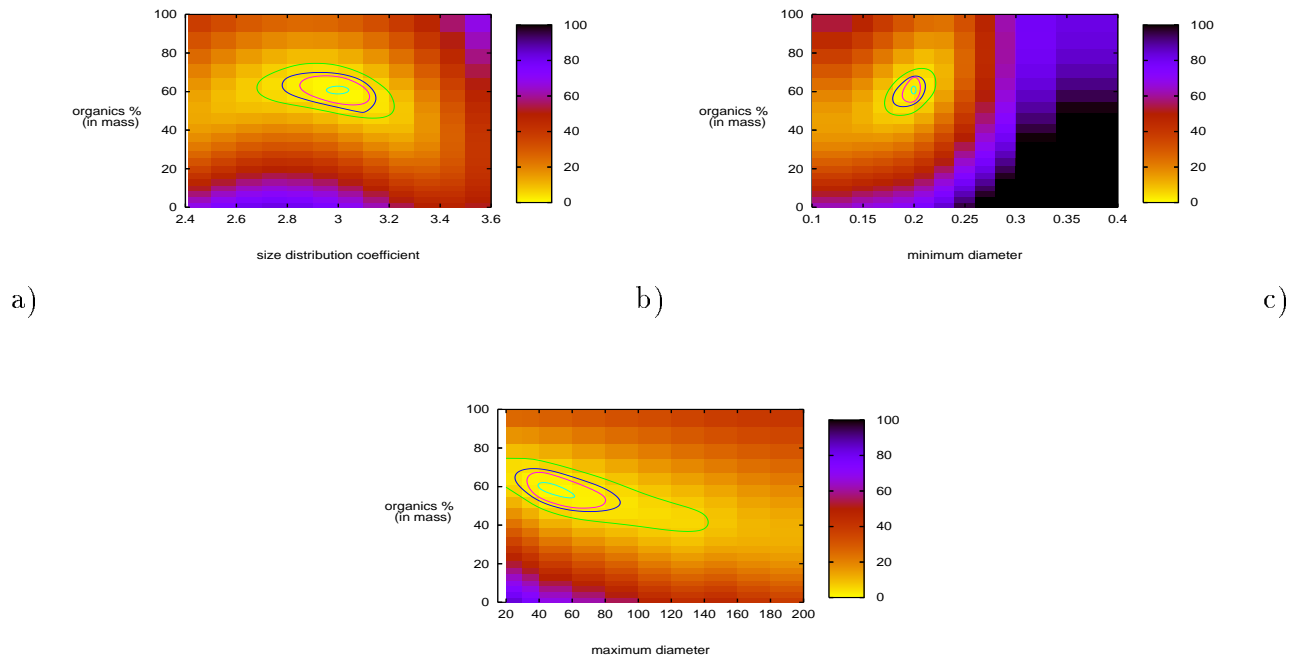 100
80
60
40
20
0
organics %
(in mass)
2.4 2.6 2.8 3 3.2 3.4 3.6
size distribution coefficient
100
80
60
40
20
0
a)
100
80
60
40
20
0
organics %
(in mass)
0.1 0.15 0.2 0.25 0.3 0.35 0.4
minimum diameter
100
80
60
40
20
0
b)
c)
100
80
60
40
20
0
organics %
(in mass)
20 40 60 80 100 120 140 160 180 200
maximum diameter
100
80
60
40
20
0